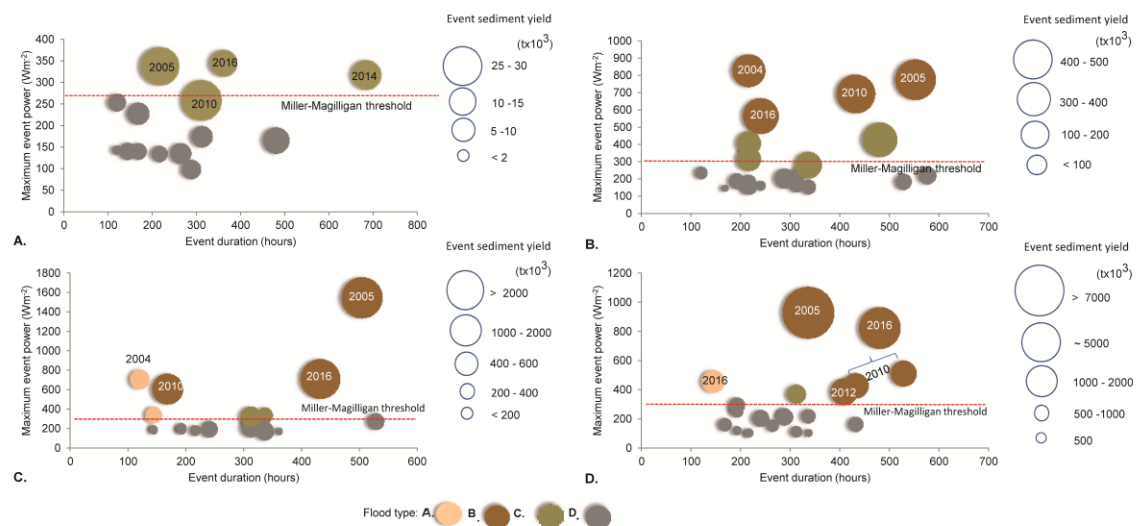 Event sediment yield
(tx10³)
25 - 30
10 -15
5 -10
< 2
Maximum event power (Wm⁻²)
400
350
300
250
200
150
100
50
0
2005
2016
2014
2010
Miller-Magilligan threshold
0 100 200 300 400 500 600 700 800
A.
Event duration (hours)
Event sediment yield
(tx10³)
400 - 500
300 - 400
100 - 200
< 100
Maximum event power (Wm⁻²)
1000
900
800
700
600
500
400
300
200
100
0
2004
2005
2010
2016
Miller-Magilligan threshold
0 100 200 300 400 500 600 700
B.
Event duration (hours)
Event sediment yield
(tx10³)
> 2000
1000 - 2000
400 - 600
200 - 400
< 200
Maximum event power (Wm⁻²)
1800
1600
1400
1200
1000
800
600
400
200
0
2005
2004
2010
2016
Miller-Magilligan threshold
0 100 200 300 400 500 600
C.
Event duration (hours)
Event sediment yield
(tx10³)
> 7000
~ 5000
1000 - 2000
500 -1000
500
Maximum event power (Wm⁻²)
1200
1000
800
600
400
200
0
2005
2016
2016
2010
2012
Miller-Magilligan threshold
0 100 200 300 400 500 600 700
D.
Event duration (hours)
Flood type: A. B. C. D.